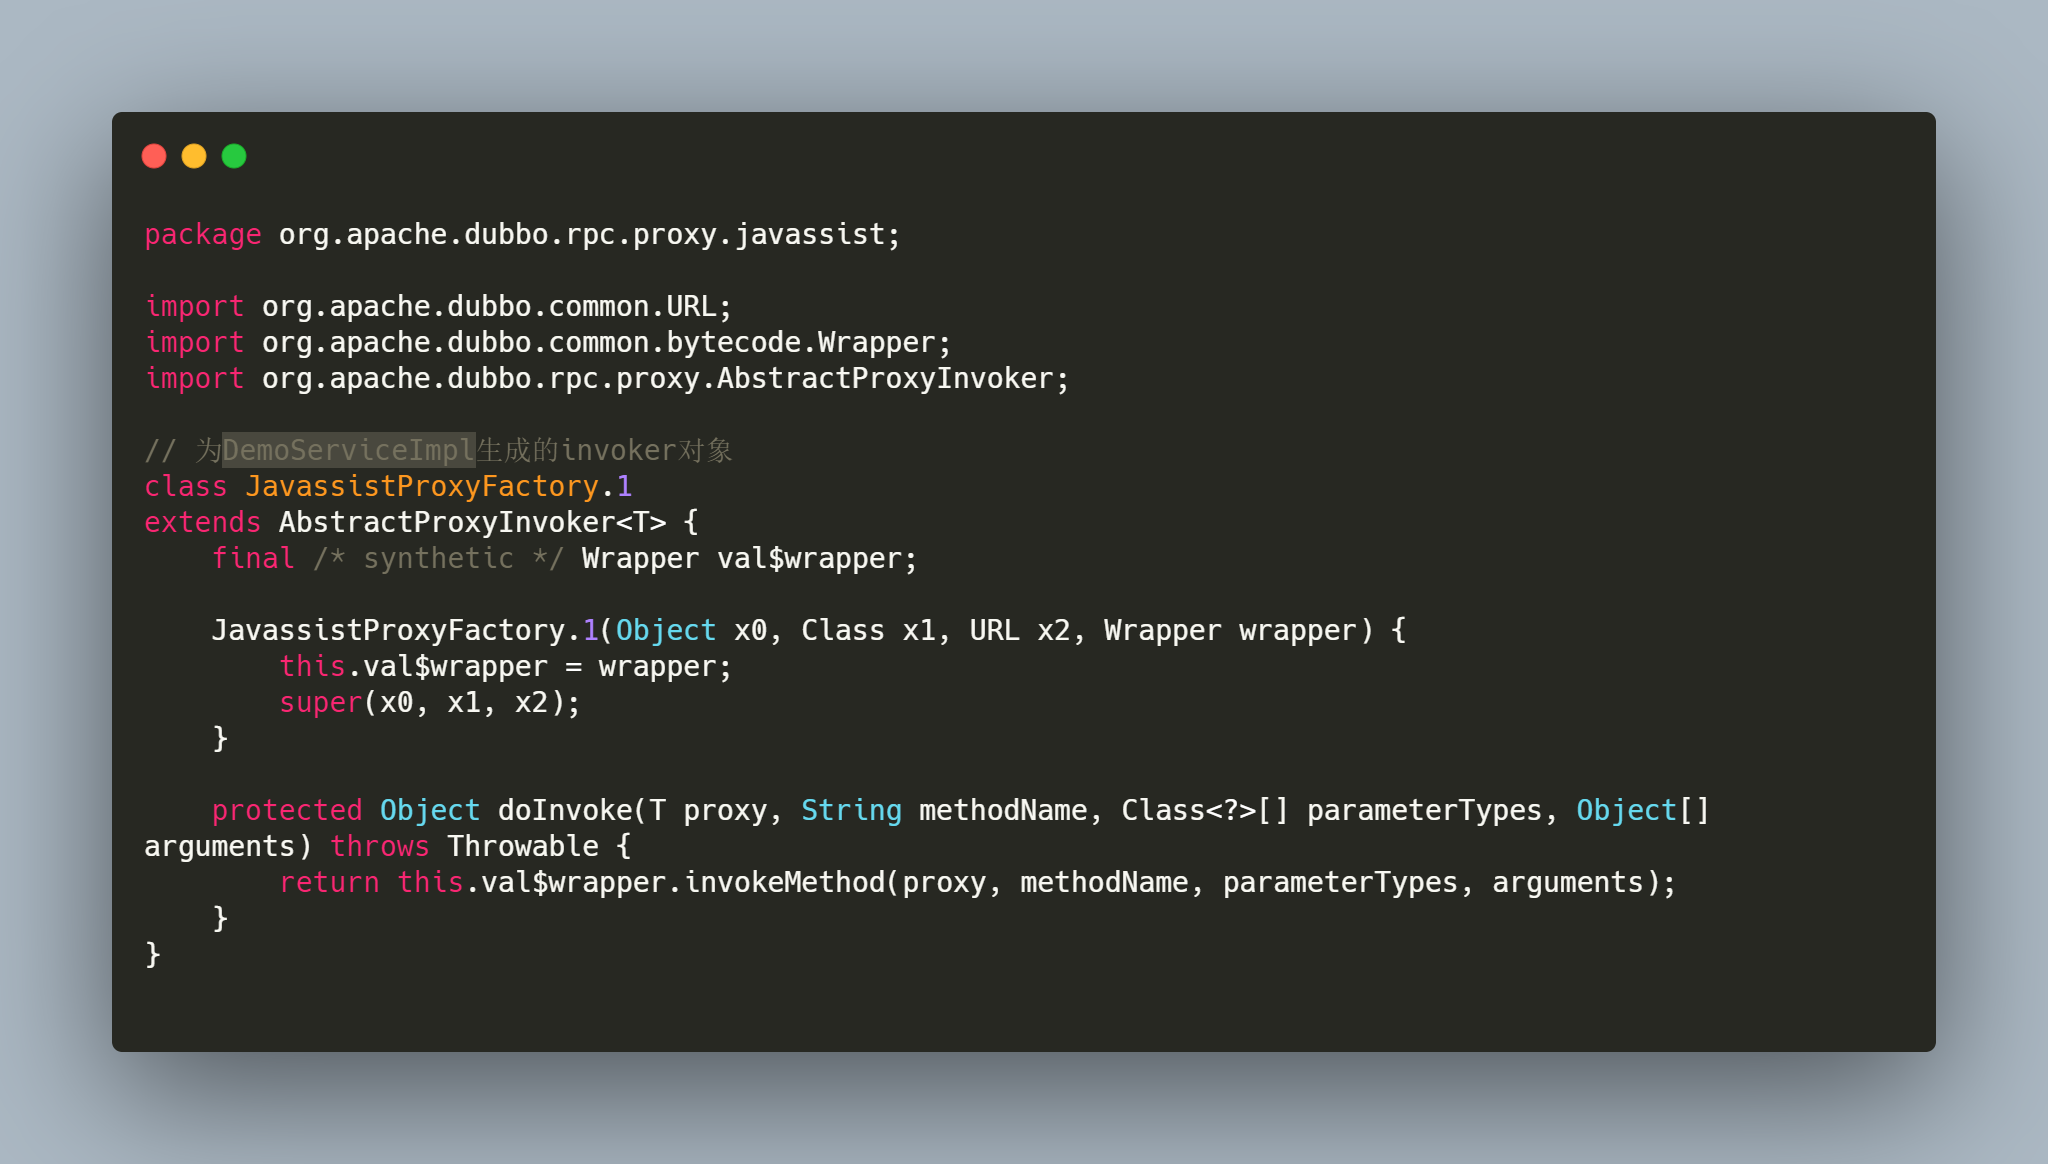 package org.apache.dubbo.rpc.proxy.javassist;
import org.apache.dubbo.common.URL;
import org.apache.dubbo.common.bytecode.Wrapper;
import org.apache.dubbo.rpc.proxy.AbstractProxyInvoker;
// 为DemoServiceImpl生成的invoker对象
class JavassistProxyFactory.1
extends AbstractProxyInvoker<T> {
    final /* synthetic */ Wrapper val$wrapper;
    JavassistProxyFactory.1(Object x0, Class x1, URL x2, Wrapper wrapper) {
        this.val$wrapper = wrapper;
        super(x0, x1, x2);
    }
    protected Object doInvoke(T proxy, String methodName, Class<?>[] parameterTypes, Object[]
arguments) throws Throwable {
        return this.val$wrapper.invokeMethod(proxy, methodName, parameterTypes, arguments);
    }
}